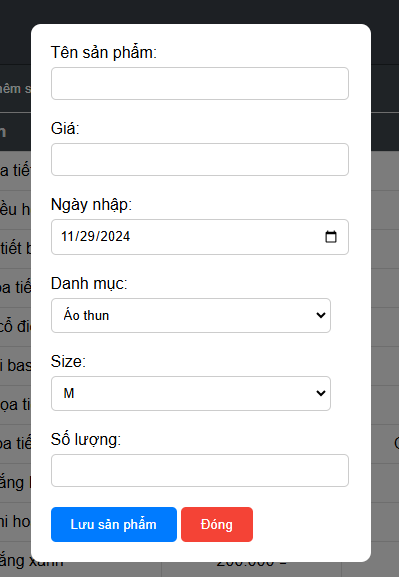 Tên sản phẩm:
Giá:
Ngày nhập:
11/29/2024
Danh mục:
Áo thun
Size:
M
Số lượng:
Lưu sản phẩm Đóng